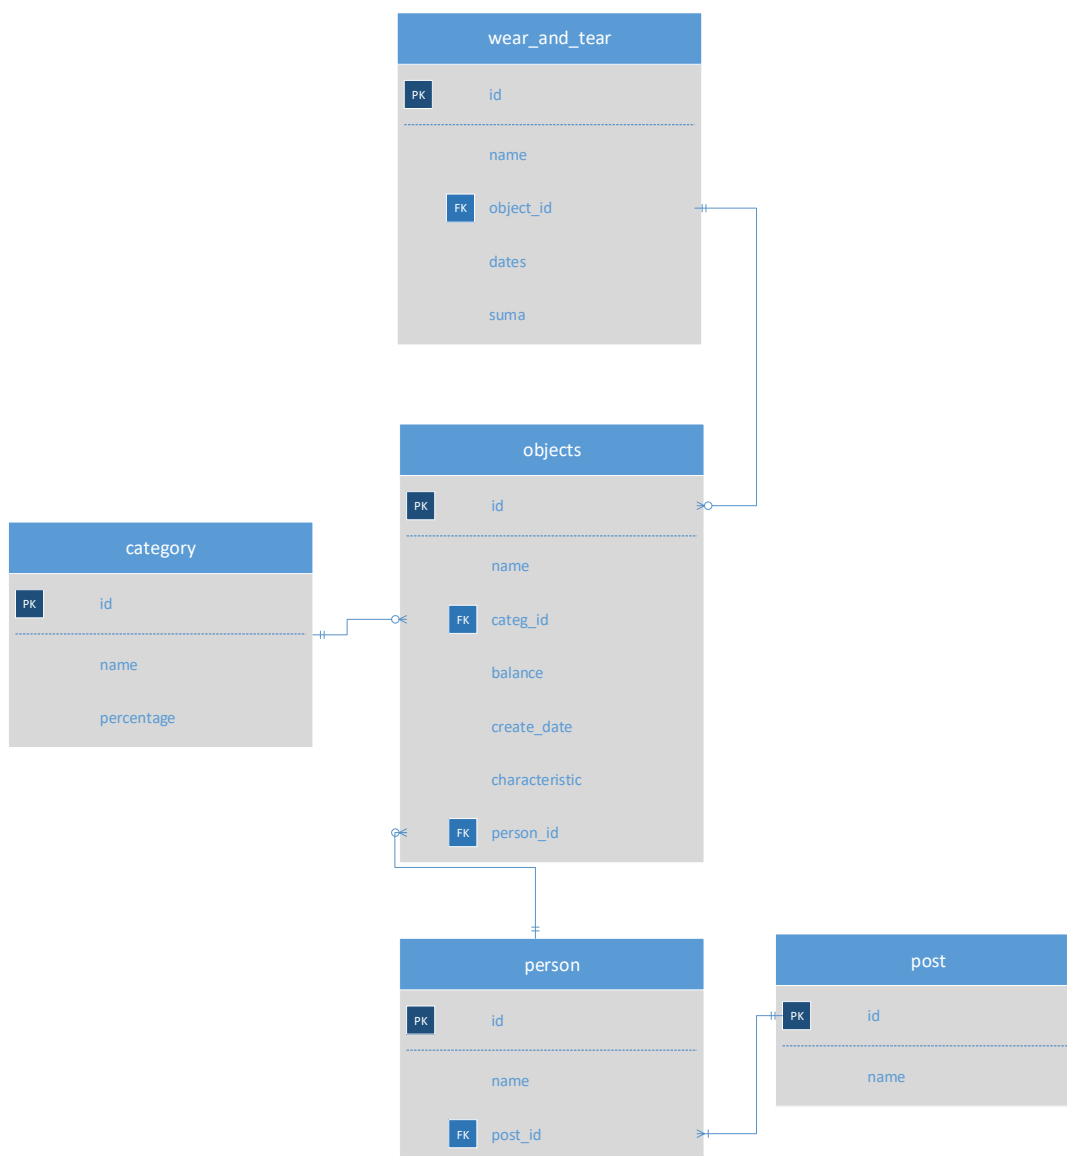 wear_and_tear
PK id
name
FK object_id
dates
suma
objects
PK id
name
FK categ_id
balance
create_date
characteristic
FK person_id
category
PK id
name
percentage
person
PK id
name
FK post_id
post
PK id
name